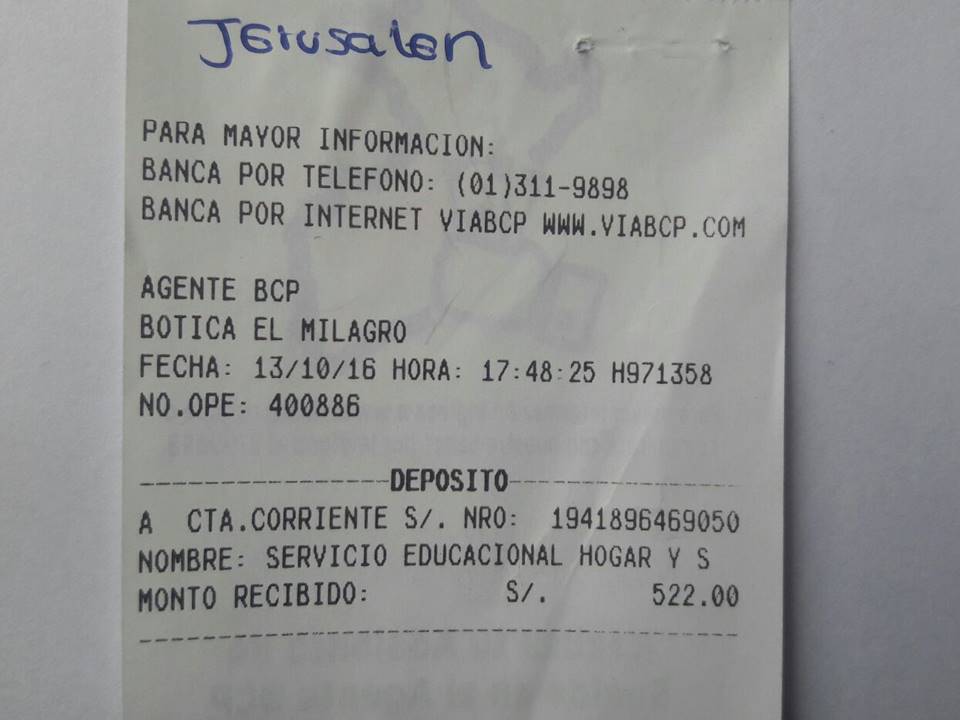 Jerusalen
PARA MAYOR INFORMACION:
BANCA POR TELEFONO: (01)311-9898
BANCA POR INTERNET VIABCP WWW.VIABCP.COM
AGENTE BCP
BOTICA EL MILAGRO
FECHA: 13/10/16 HORA: 17:48:25 H971358
NO.OPE: 400886
----------------DEPOSITO----------------
A CTA.CORRIENTE S/. NRO: 1941896469050
NOMBRE: SERVICIO EDUCACIONAL HOGAR Y S
MONTO RECIBIDO: S/. 522.00